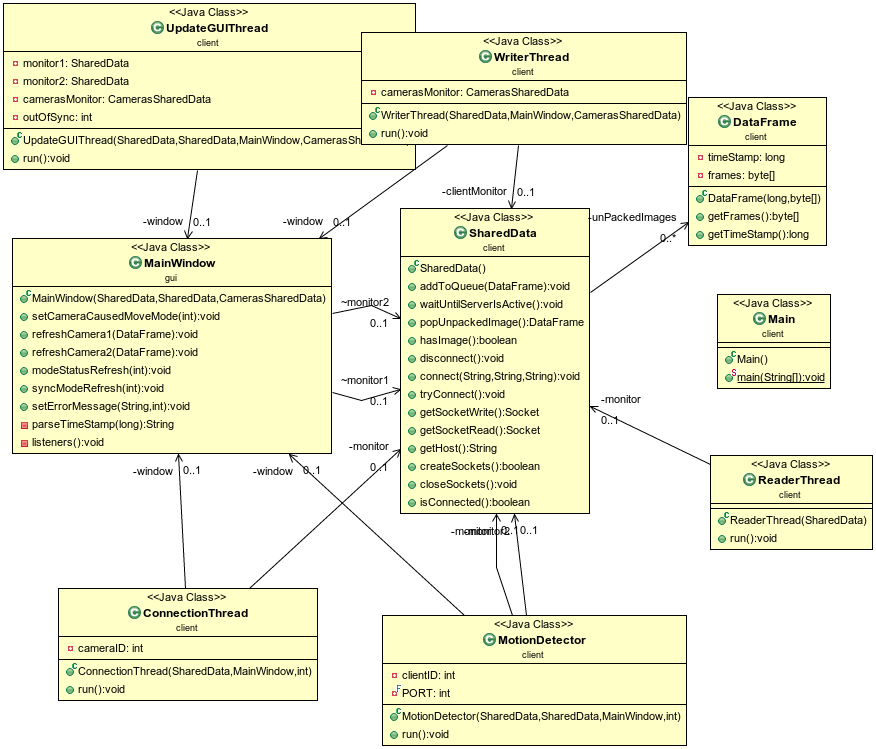 <<Java Class>>
UpdateGUIThread
client
monitor1: SharedData
monitor2: SharedData
camerasMonitor: CamerasSharedData
outOfSync: int
UpdateGUIThread(SharedData,SharedData,MainWindow,CamerasSh
run():void
<<Java Class>>
WriterThread
client
camerasMonitor: CamerasSharedData
WriterThread(SharedData,MainWindow,CamerasSharedData)
run():void
<<Java Class>>
DataFrame
client
timeStamp: long
frames: byte[]
DataFrame(long,byte[])
getFrames():byte[]
getTimeStamp():long
-window
0..1
-window
0..1
-clientMonitor
0..1
-unPackedImages
0..*
<<Java Class>>
MainWindow
gui
MainWindow(SharedData,SharedData,CamerasSharedData)
setCameraCausedMoveMode(int):void
refreshCamera1(DataFrame):void
refreshCamera2(DataFrame):void
modeStatusRefresh(int):void
syncModeRefresh(int):void
setErrorMessage(String,int):void
parseTimeStamp(long):String
listeners():void
~monitor2
0..1
~monitor1
0..1
<<Java Class>>
SharedData
client
SharedData()
addToQueue(DataFrame):void
waitUntilServerIsActive():void
popUnpackedImage():DataFrame
hasImage():boolean
disconnect():void
connect(String,String,String):void
tryConnect():void
getSocketWrite():Socket
getSocketRead():Socket
getHost():String
createSockets():boolean
closeSockets():void
isConnected():boolean
<<Java Class>>
Main
client
Main()
main(String[]):void
-monitor
0..1
-monitor
0..1
-window
0..1
-window
0..1
0..1
<<Java Class>>
ReaderThread
client
ReaderThread(SharedData)
run():void
<<Java Class>>
ConnectionThread
client
cameraID: int
ConnectionThread(SharedData,MainWindow,int)
run():void
<<Java Class>>
MotionDetector
client
clientID: int
PORT: int
MotionDetector(SharedData,SharedData,MainWindow,int)
run():void